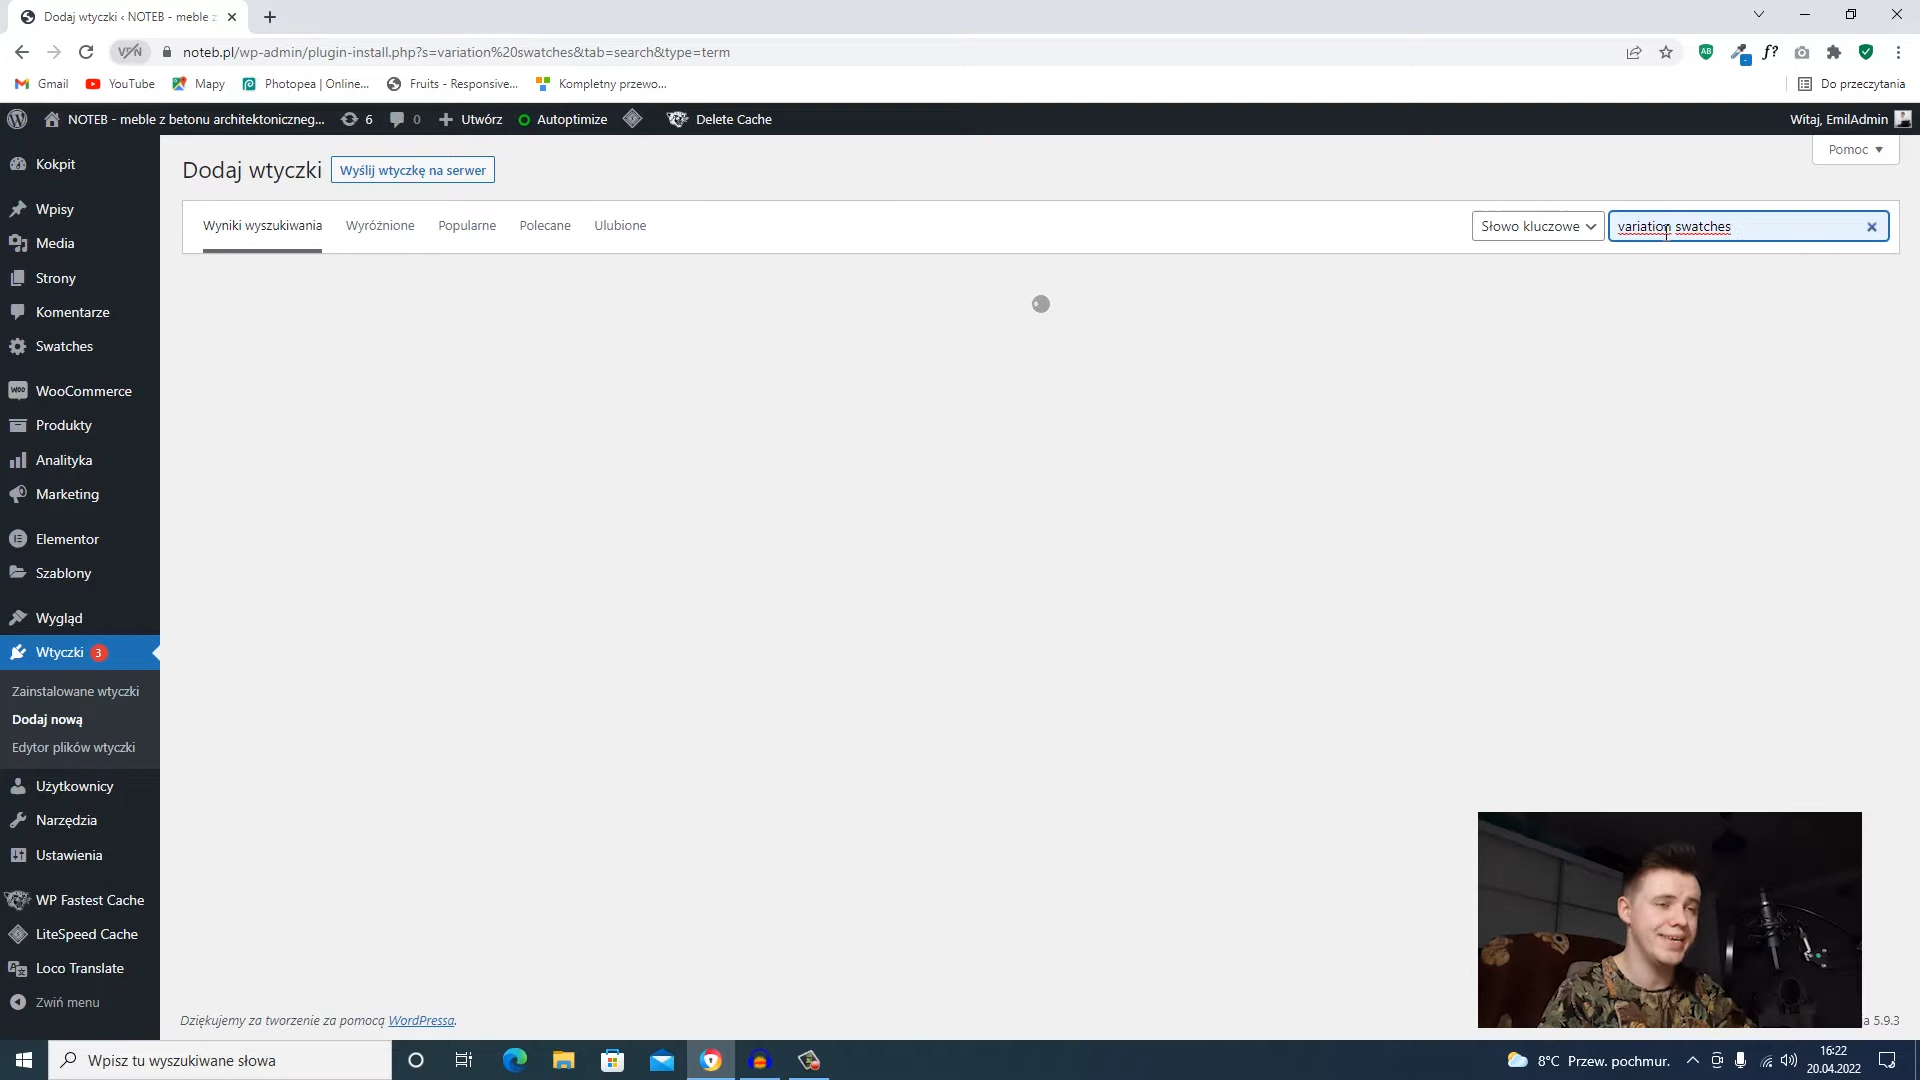 Dodaj wtyczki ‹ NOTEB - meble z
VPN
noteb.pl/wp-admin/plugin-install.php?s=variation%20swatches&tab=search&type=term
Gmail YouTube Mapy Photopea | Online... Fruits - Responsive... Kompletny przewo... Do przeczytania
NOTEB - meble z betonu architektoniczneg... 6 0 Utwórz Autoptimize Delete Cache Witaj, EmilAdmin
Pomoc
Dodaj wtyczki Wyślij wtyczkę na serwer
Wyniki wyszukiwania Wyróżnione Popularne Polecane Ulubione Słowo kluczowe variation swatches
Kokpit
Wpisy
Media
Strony
Komentarze
Swatches
WooCommerce
Produkty
Analityka
Marketing
Elementor
Szablony
Wygląd
Wtyczki 3
Zainstalowane wtyczki
Dodaj nową
Edytor plików wtyczki
Użytkownicy
Narzędzia
Ustawienia
WP Fastest Cache
LiteSpeed Cache
Loco Translate
Zwiń menu
Dziękujemy za tworzenie za pomocą WordPressa.
a 5.9.3
Wpisz tu wyszukiwane słowa
8°C Przew. pochmur.
16:22
20.04.2022